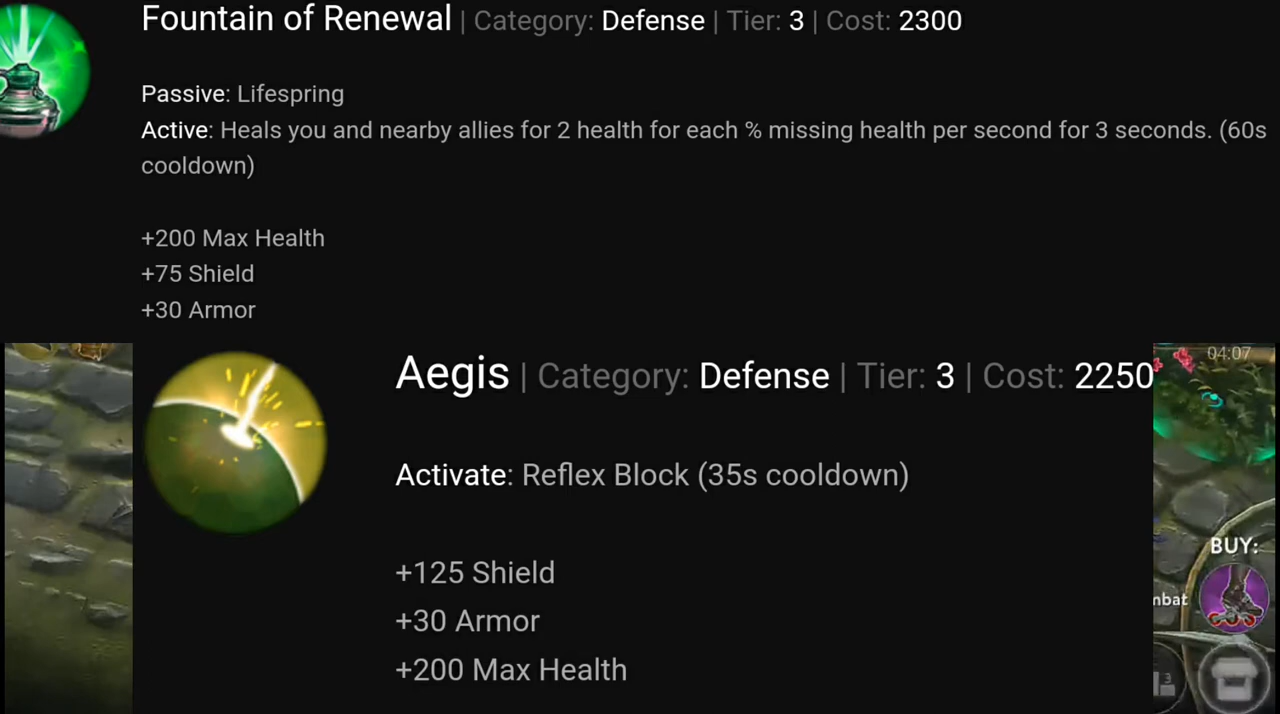 Fountain of Renewal | Category: Defense | Tier: 3 | Cost: 2300
Passive: Lifespring
Active: Heals you and nearby allies for 2 health for each % missing health per second for 3 seconds. (60s
cooldown)
+200 Max Health
+75 Shield
+30 Armor
Aegis | Category: Defense | Tier: 3 | Cost: 2250
Activate: Reflex Block (35s cooldown)
+125 Shield
+30 Armor
+200 Max Health
04:07
BUY:
mbat
3